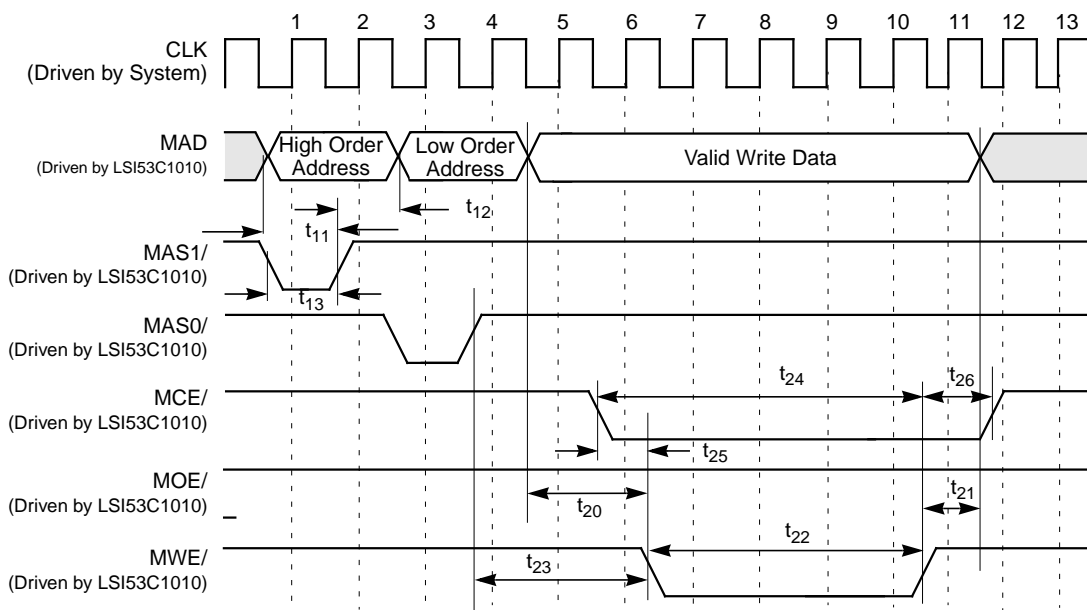 1 2 3 4 5 6 7 8 9 10 11 12 13
CLK
(Driven by System)
MAD
(Driven by LSI53C1010)
High Order
Address
Low Order
Address
Valid Write Data
t12
t11
MAS1/
(Driven by LSI53C1010)
t13
MAS0/
(Driven by LSI53C1010)
t24
t26
MCE/
(Driven by LSI53C1010)
t25
MOE/
(Driven by LSI53C1010)
t20
t21
t22
MWE/
(Driven by LSI53C1010)
t23